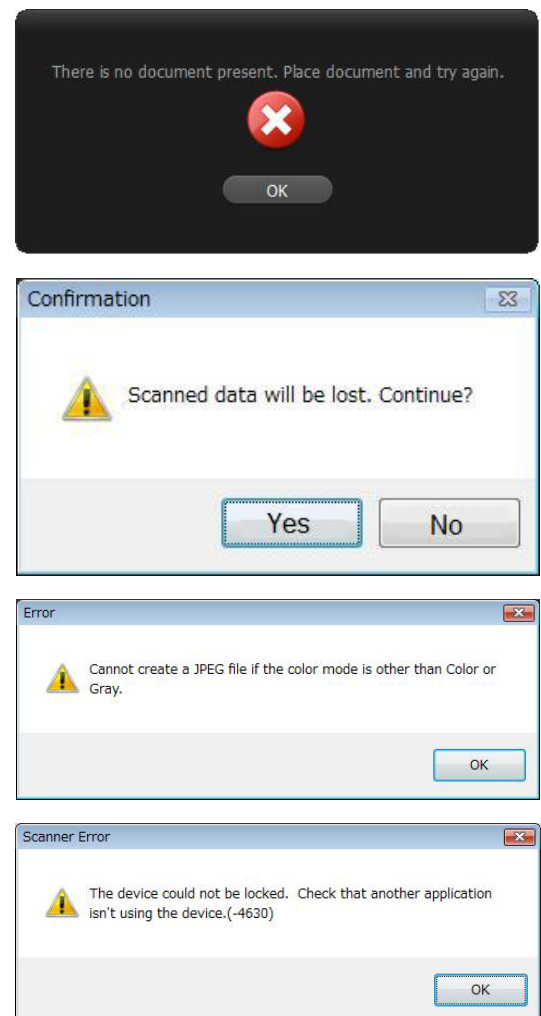 There is no document present. Place document and try again.
OK
Confirmation
Scanned data will be lost. Continue?
Yes
No
Error
Cannot create a JPEG file if the color mode is other than Color or
Gray.
OK
Scanner Error
The device could not be locked. Check that another application
isn't using the device.(-4630)
OK